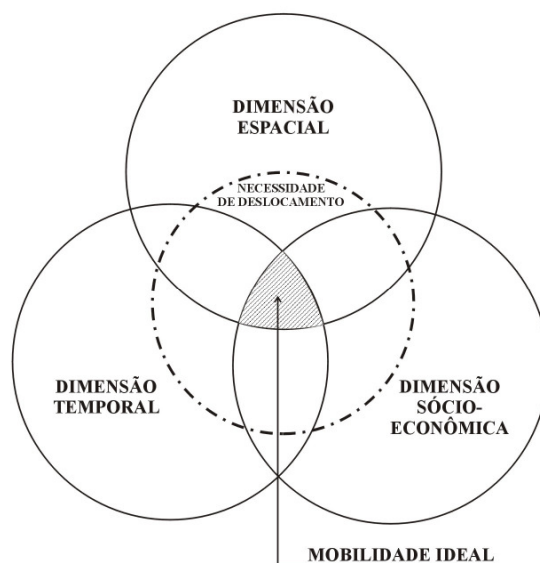 DIMENSÃO
ESPACIAL
NECESSIDADE
DE DESLOCAMENTO
DIMENSÃO
TEMPORAL
DIMENSÃO
SÓCIO-
ECONÔMICA
MOBILIDADE IDEAL